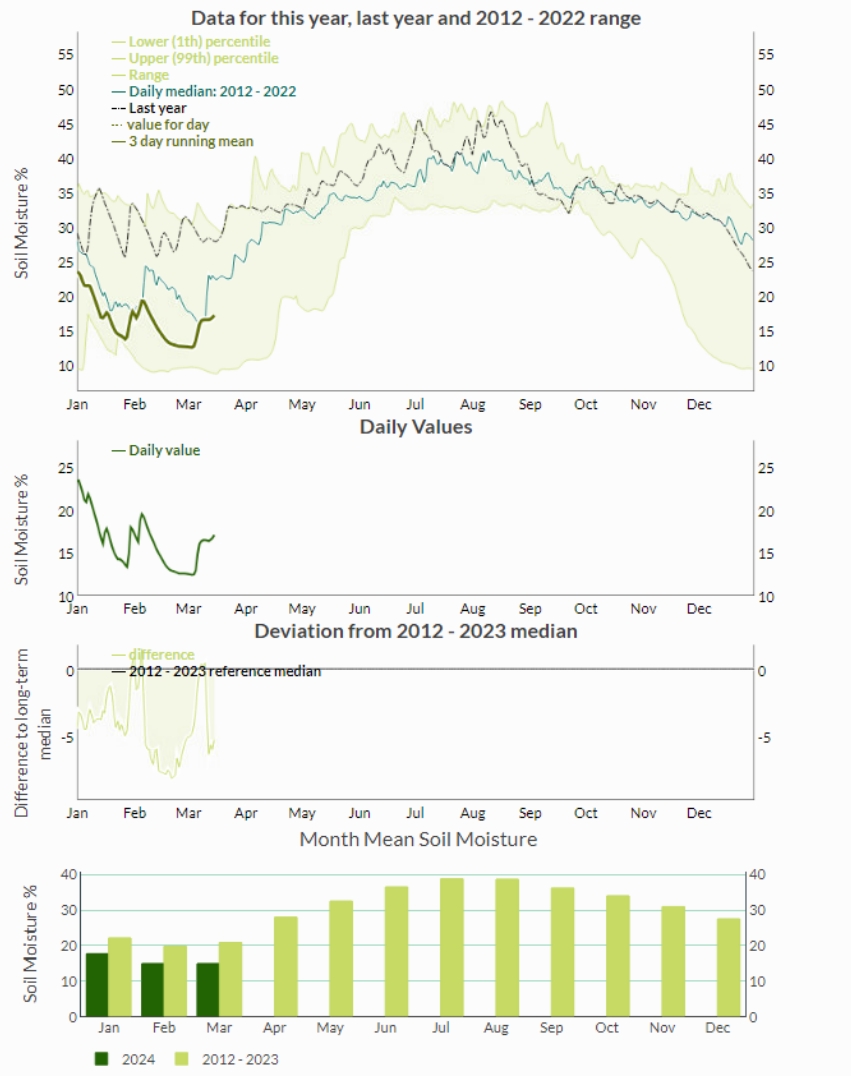 Data for this year, last year and 2012 - 2022 range
Lower (1th) percentile
Upper (99th) percentile
Range
Daily median: 2012 - 2022
Last year
value for day
3 day running mean
Soil Moisture %
55 55
50 50
45 45
40 40
35 35
30 30
25 25
20 20
15 15
10 10
Jan Feb Mar Apr May Jun Jul Aug Sep Oct Nov Dec
Daily Values
Daily value
Soil Moisture %
25 25
20 20
15 15
10 10
Jan Feb Mar Apr May Jun Jul Aug Sep Oct Nov Dec
Deviation from 2012 - 2023 median
difference
2012 - 2023 reference median
Difference to long-term
median
0 0
-5 -5
Jan Feb Mar Apr May Jun Jul Aug Sep Oct Nov Dec
Month Mean Soil Moisture
Soil Moisture %
40 40
30 30
20 20
10 10
0 0
Jan Feb Mar Apr May Jun Jul Aug Sep Oct Nov Dec
2024 2012 - 2023